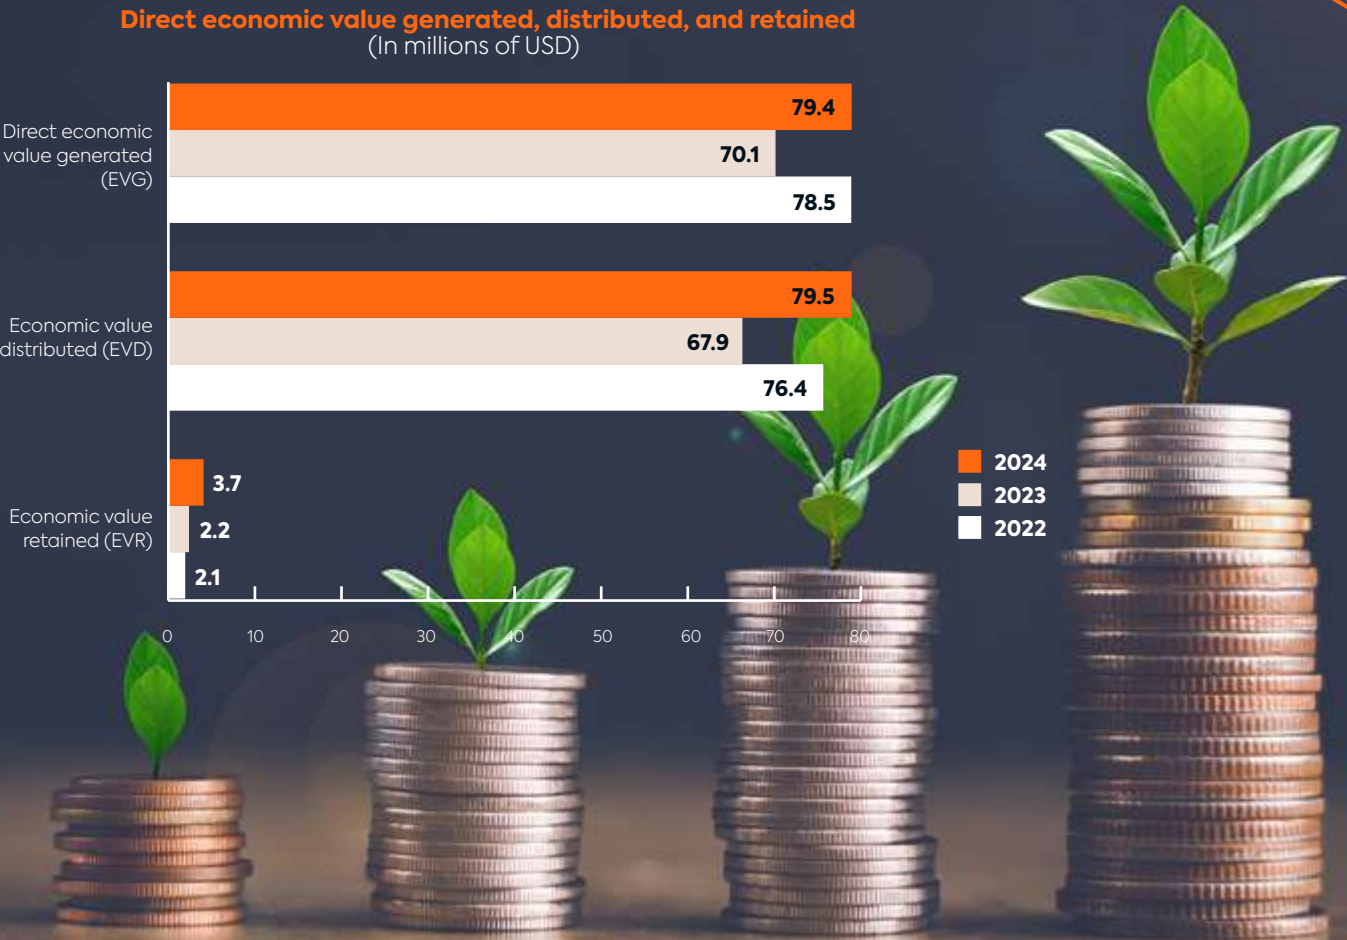 Direct economic value generated, distributed, and retained
(In millions of USD)
Direct economic
value generated
(EVG)
79.4
70.1
78.5
Economic value
distributed (EVD)
79.5
67.9
76.4
Economic value
retained (EVR)
3.7
2.2
2.1
0 10 20 30 40 50 60 70 80
2024
2023
2022